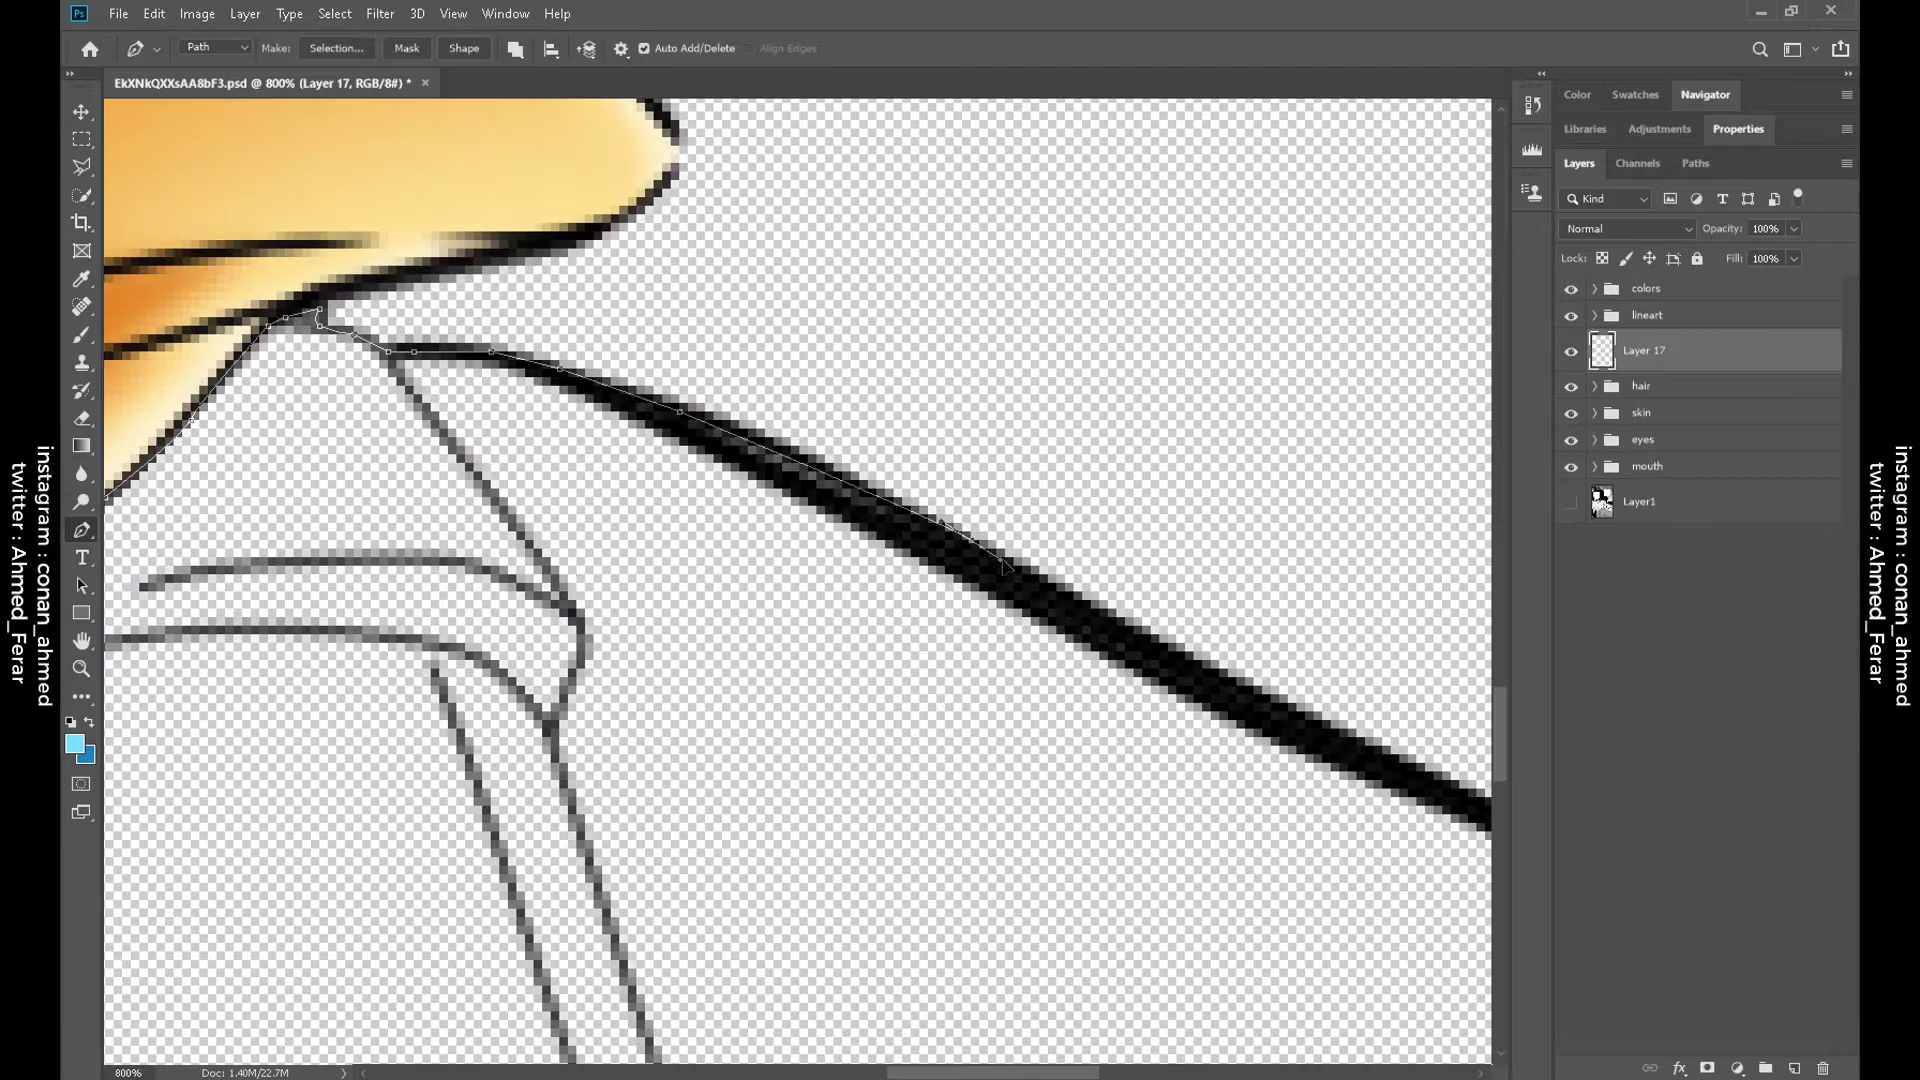 Ps
File Edit Image Layer Type Select Filter 3D View Window Help
Path Make: Selection... Mask Shape Auto Add/Delete Align Edges
EkXNkQXXsAA8bF3.psd @ 800% (Layer 17, RGB/8#) *
Color Swatches Navigator
Libraries Adjustments Properties
Layers Channels Paths
Kind
Normal Opacity: 100%
Lock: Fill: 100%
colors
lineart
Layer 17
hair
skin
eyes
mouth
Layer1
instagram : conan_ahmed
twitter : Ahmed_Ferar
instagram : conan_ahmed
twitter : Ahmed_Ferar
800% Doc: 1.40M/22.7M